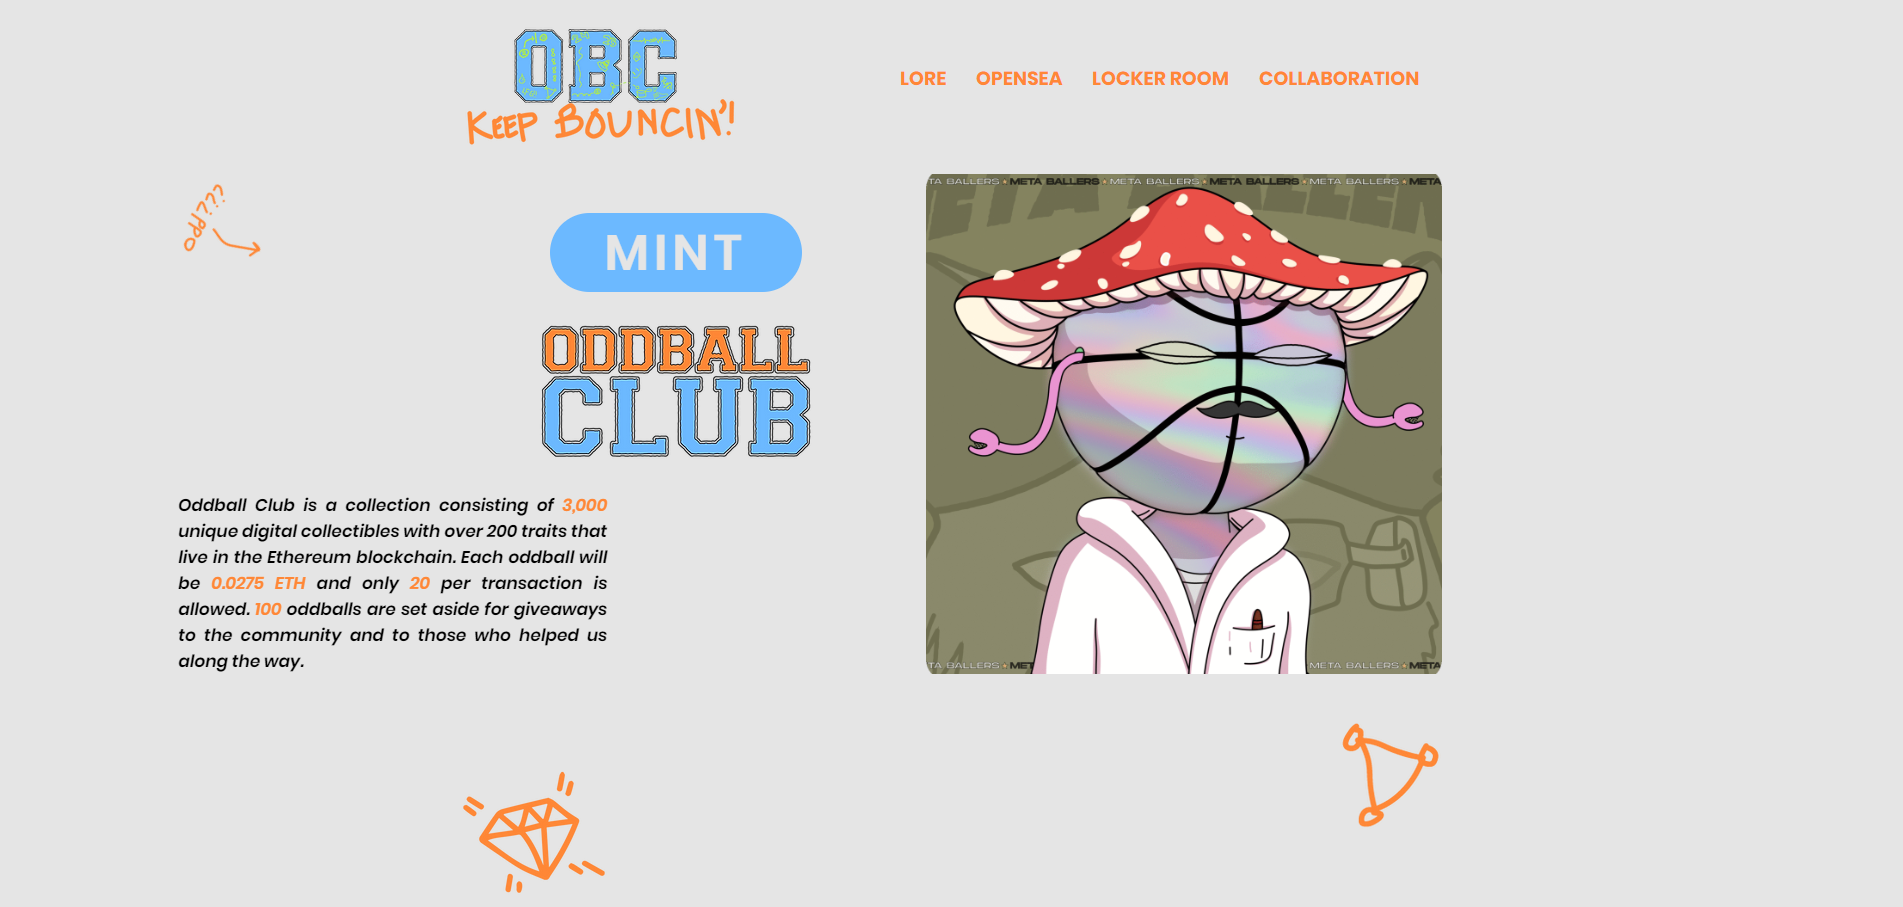 OBC
KEEP BOUNCIN'!
LORE OPENSEA LOCKER ROOM COLLABORATION
odd???
MINT
ODDBALL
CLUB
Oddball Club is a collection consisting of 3,000
unique digital collectibles with over 200 traits that
live in the Ethereum blockchain. Each oddball will
be 0.0275 ETH and only 20 per transaction is
allowed. 100 oddballs are set aside for giveaways
to the community and to those who helped us
along the way.
TA BALLERS • META BALLERS • META BALLERS • META BALLERS • META BALLERS • META
META BALLER
TA BALLERS • MET
META BALLERS • META